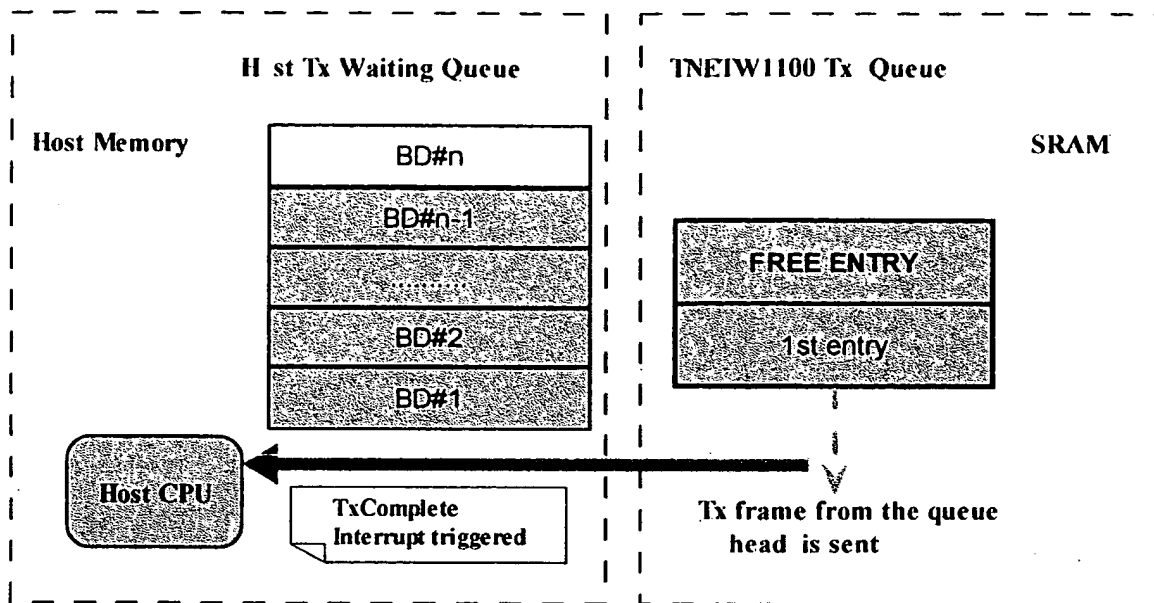 H st Tx Waiting Queue
TNETW1100 Tx Queue
Host Memory
SRAM
BD#n
BD#n-1
..........
BD#2
BD#1
FREE ENTRY
1st entry
Host CPU
TxComplete
Interrupt triggered
Tx frame from the queue
head is sent